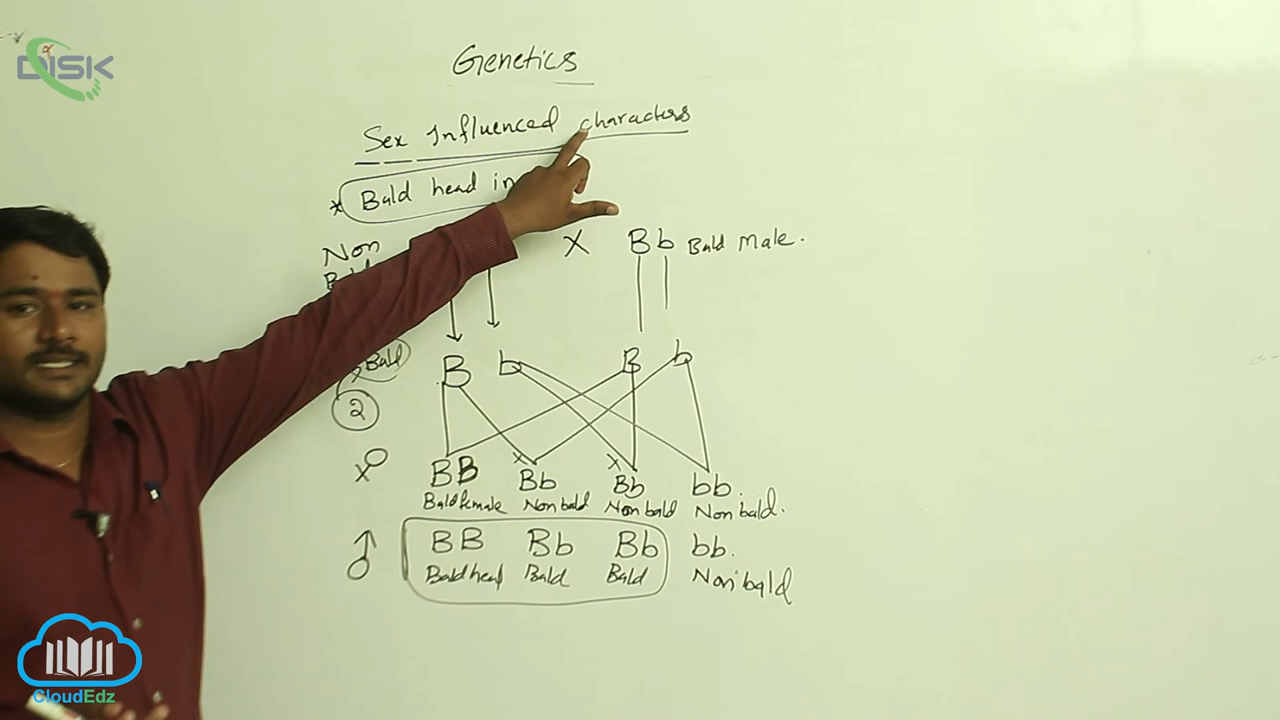 DISK
Genetics
Sex Influenced characters
* Bald head in
Non
X
Bb Bald Male.
Bald
B b B b
2
x♀
BB x Bb x Bb bb.
Bald female Non bald Non bald Non bald.
♂
BB Bb Bb bb.
Bald head Bald Bald Non bald
CloudEdz